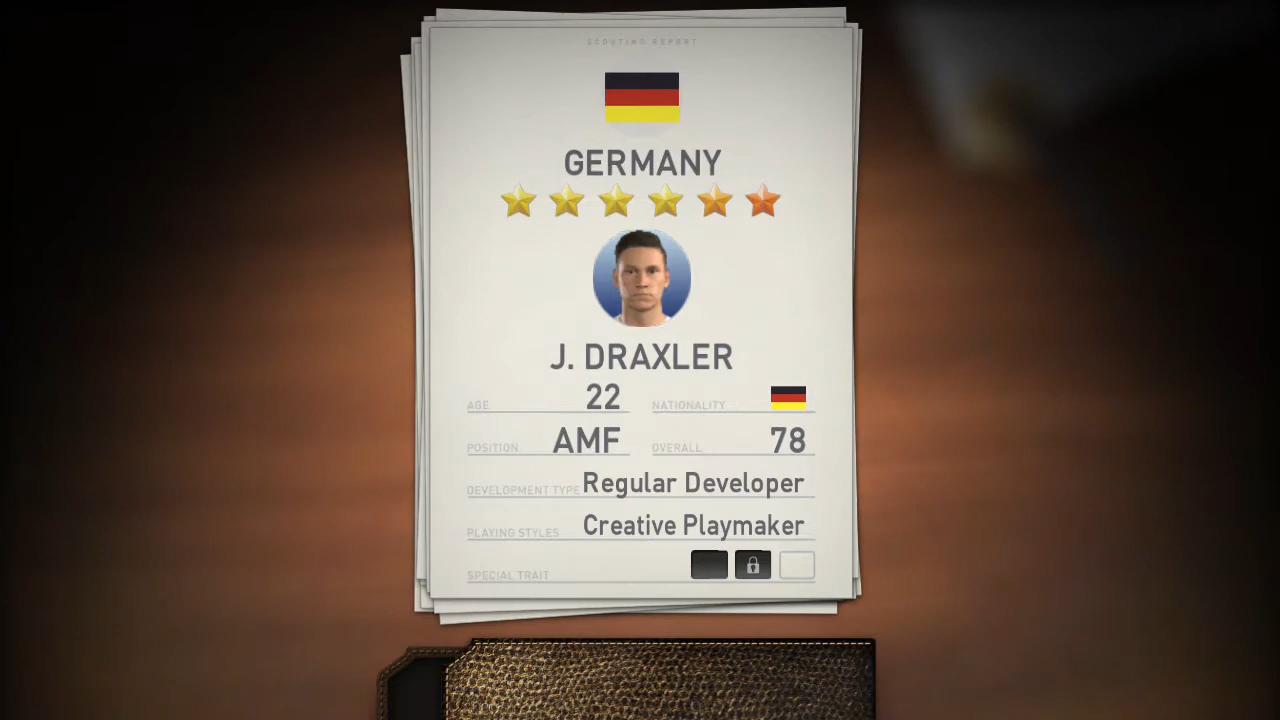 SCOUTING REPORT
GERMANY
J. DRAXLER
AGE 22 NATIONALITY
POSITION AMF OVERALL 78
DEVELOPMENT TYPE Regular Developer
PLAYING STYLES Creative Playmaker
SPECIAL TRAIT